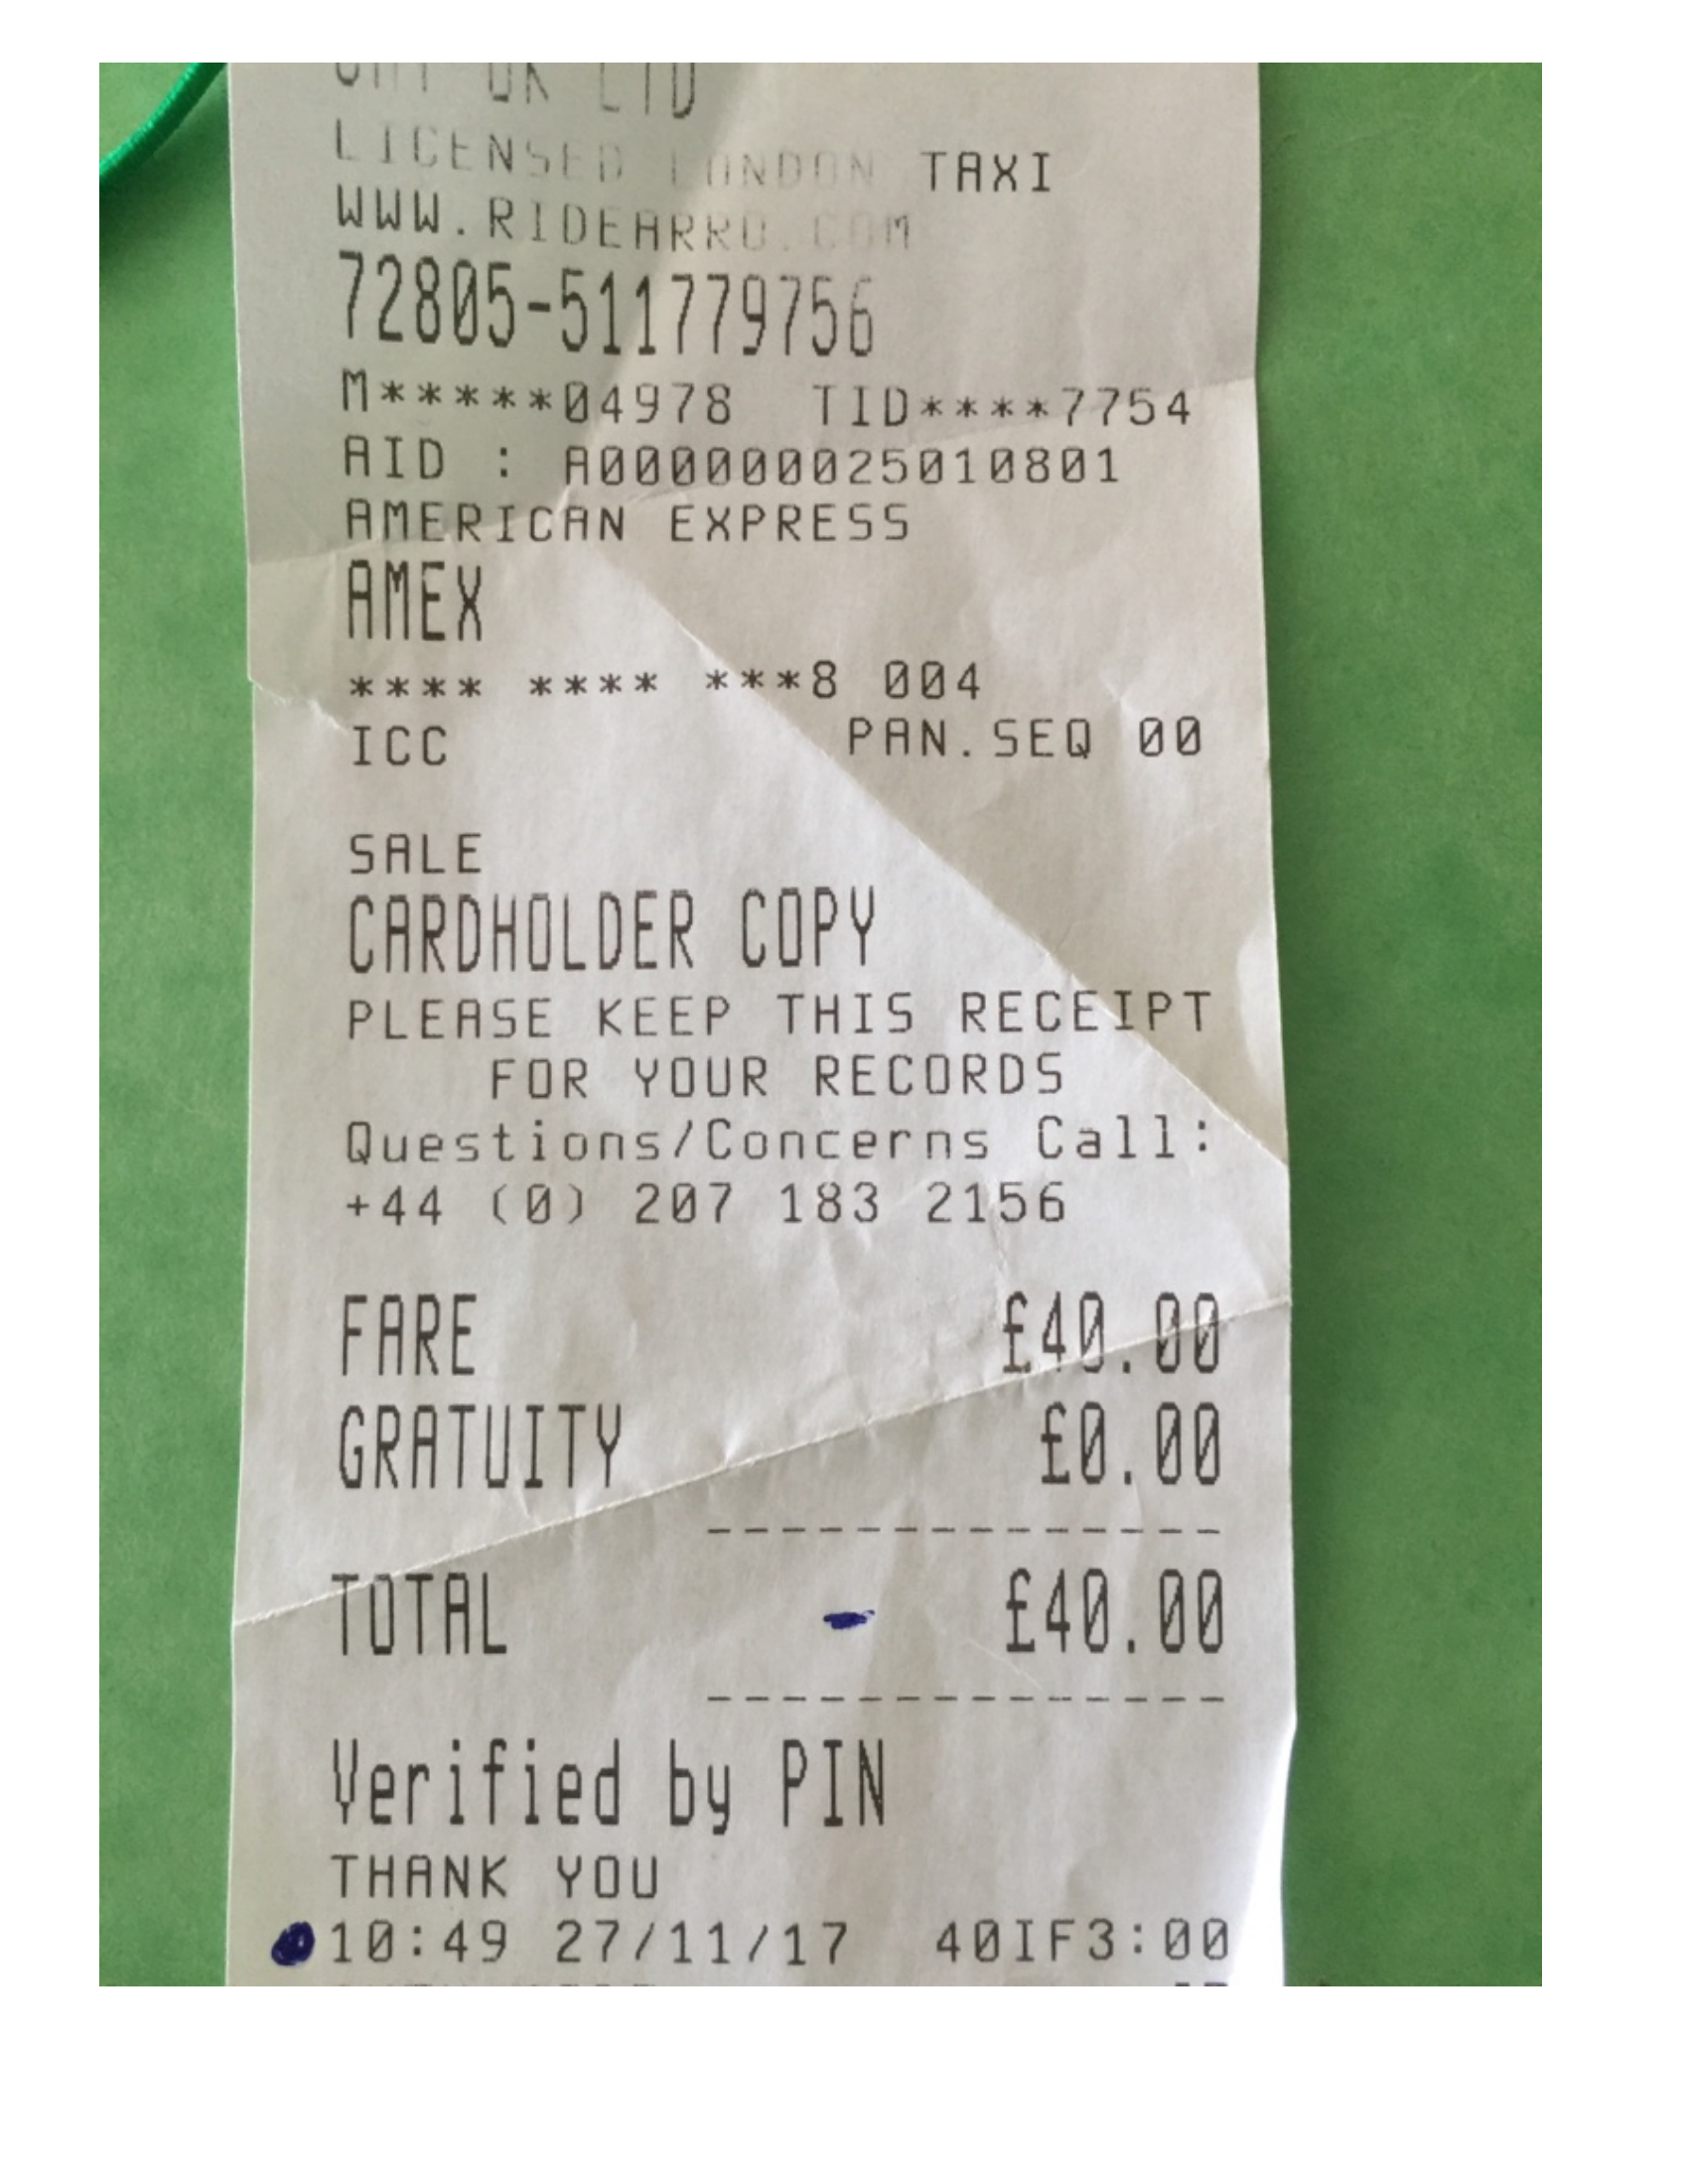 UK LTD
LICENSED LONDON TAXI
WWW.RIDEARRO.COM
72805-511779756
M*****04978 TID****7754
AID : A000000025010801
AMERICAN EXPRESS
AMEX
**** **** ***8 004
ICC PAN.SEQ 00
SALE
CARDHOLDER COPY
PLEASE KEEP THIS RECEIPT
FOR YOUR RECORDS
Questions/Concerns Call:
+44 (0) 207 183 2156
FARE £40.00
GRATUITY £0.00
--------------
TOTAL £40.00
--------------
Verified by PIN
THANK YOU
10:49 27/11/17 40IF3:00